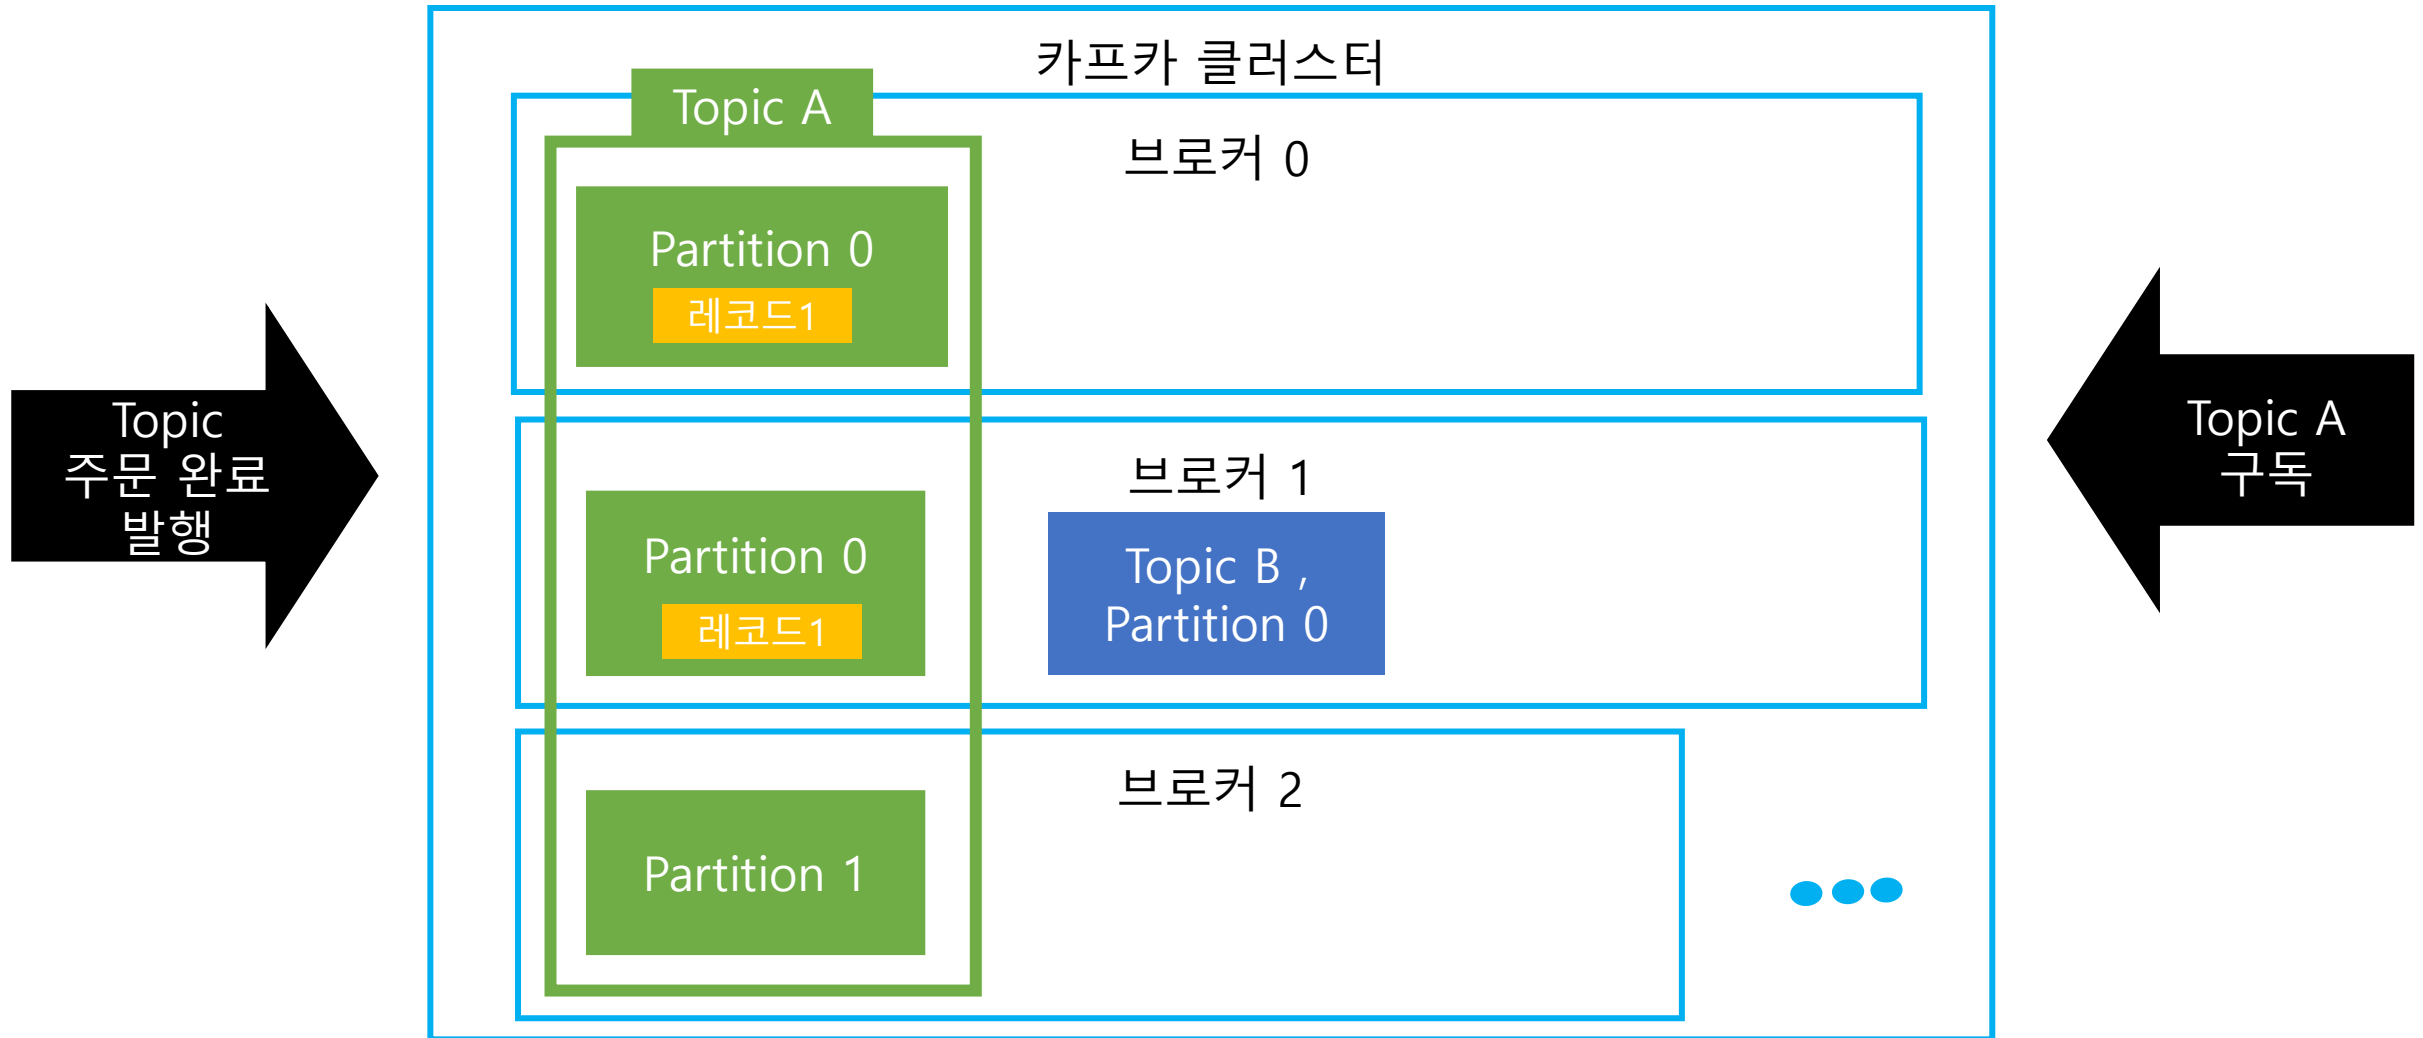 카프카 클러스터
Topic A
브로커 0
Partition 0
레코드1
Topic
주문 완료
발행
브로커 1
Partition 0
레코드1
Topic B ,
Partition 0
Topic A
구독
브로커 2
Partition 1